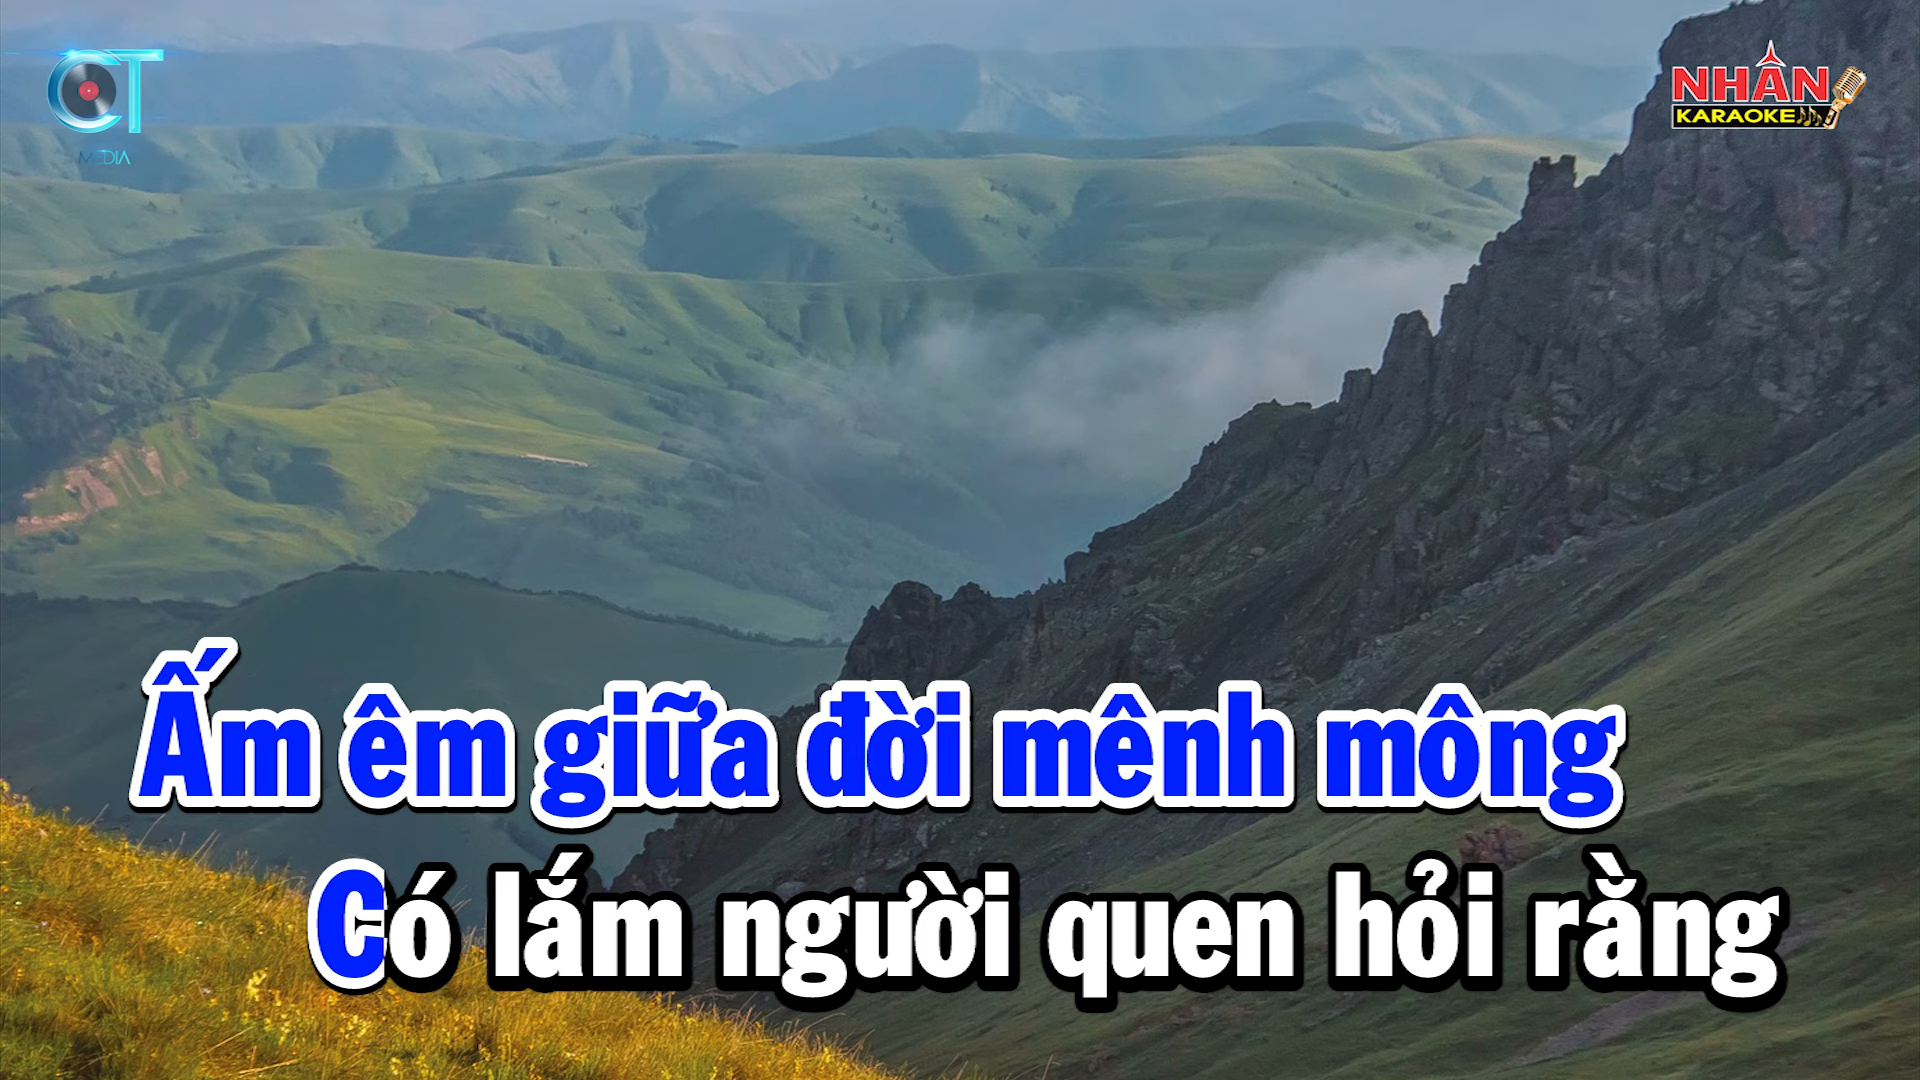 CT
MEDIA
NHÂN
KARAOKE
Ấm êm giữa đời mênh mông
Có lắm người quen hỏi rằng